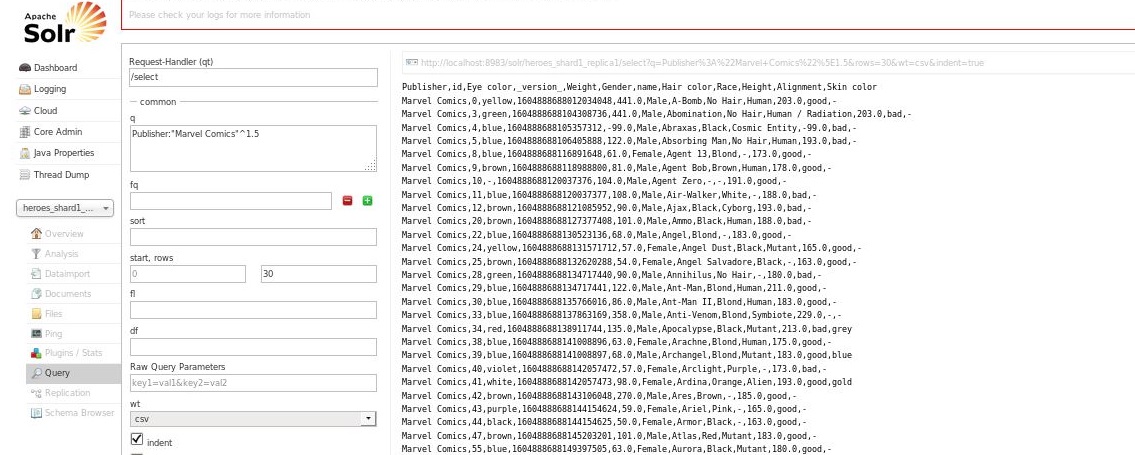 Please check your logs for more information
Apache
Solr
Dashboard
Logging
Cloud
Core Admin
Java Properties
Thread Dump
heroes_shard1_...
Overview
Analysis
Dataimport
Documents
Files
Ping
Plugins / Stats
Query
Replication
Schema Browser
Request-Handler (qt)
/select
common
q
Publisher:"Marvel Comics"^1.5
fq
sort
start, rows
0
30
fl
df
Raw Query Parameters
key1=val1&key2=val2
wt
csv
indent
http://localhost:8983/solr/heroes_shard1_replica1/select?q=Publisher%3A%22Marvel+Comics%22%5E1.5&rows=30&wt=csv&indent=true
Publisher,id,Eye color,_version_,Weight,Gender,name,Hair color,Race,Height,Alignment,Skin color
Marvel Comics,0,yellow,1604888688012034048,441.0,Male,A-Bomb,No Hair,Human,203.0,good,-
Marvel Comics,3,green,1604888688104308736,441.0,Male,Abomination,No Hair,Human / Radiation,203.0,bad,-
Marvel Comics,4,blue,1604888688105357312,-99.0,Male,Abraxas,Black,Cosmic Entity,-99.0,bad,-
Marvel Comics,5,blue,1604888688106405888,122.0,Male,Absorbing Man,No Hair,Human,193.0,bad,-
Marvel Comics,8,blue,1604888688116891648,61.0,Female,Agent 13,Blond,-,173.0,good,-
Marvel Comics,9,brown,1604888688118988800,81.0,Male,Agent Bob,Brown,Human,178.0,good,-
Marvel Comics,10,-,1604888688120037376,104.0,Male,Agent Zero,-,-,191.0,good,-
Marvel Comics,11,blue,1604888688120037377,108.0,Male,Air-Walker,White,-,188.0,bad,-
Marvel Comics,12,brown,1604888688121085952,90.0,Male,Ajax,Black,Cyborg,193.0,bad,-
Marvel Comics,20,brown,1604888688127377408,101.0,Male,Ammo,Black,Human,188.0,bad,-
Marvel Comics,22,blue,1604888688130523136,68.0,Male,Angel,Blond,-,183.0,good,-
Marvel Comics,24,yellow,1604888688131571712,57.0,Female,Angel Dust,Black,Mutant,165.0,good,-
Marvel Comics,25,brown,1604888688132620288,54.0,Female,Angel Salvadore,Black,-,163.0,good,-
Marvel Comics,28,green,1604888688134717440,90.0,Male,Annihilus,No Hair,-,180.0,bad,-
Marvel Comics,29,blue,1604888688134717441,122.0,Male,Ant-Man,Blond,Human,211.0,good,-
Marvel Comics,30,blue,1604888688135766016,86.0,Male,Ant-Man II,Blond,Human,183.0,good,-
Marvel Comics,33,blue,1604888688137863169,358.0,Male,Anti-Venom,Blond,Symbiote,229.0,-,-
Marvel Comics,34,red,1604888688138911744,135.0,Male,Apocalypse,Black,Mutant,213.0,bad,grey
Marvel Comics,38,blue,1604888688141008896,63.0,Female,Arachne,Blond,Human,175.0,good,-
Marvel Comics,39,blue,1604888688141008897,68.0,Male,Archangel,Blond,Mutant,183.0,good,blue
Marvel Comics,40,violet,1604888688142057472,57.0,Female,Arclight,Purple,-,173.0,bad,-
Marvel Comics,41,white,1604888688142057473,98.0,Female,Ardina,Orange,Alien,193.0,good,gold
Marvel Comics,42,brown,1604888688143106048,270.0,Male,Ares,Brown,-,185.0,good,-
Marvel Comics,43,purple,1604888688144154624,59.0,Female,Ariel,Pink,-,165.0,good,-
Marvel Comics,44,black,1604888688144154625,50.0,Female,Armor,Black,-,163.0,good,-
Marvel Comics,47,brown,1604888688145203201,101.0,Male,Atlas,Red,Mutant,183.0,good,-
Marvel Comics,55,blue,1604888688149397505,63.0,Female,Aurora,Black,Mutant,180.0,good,-